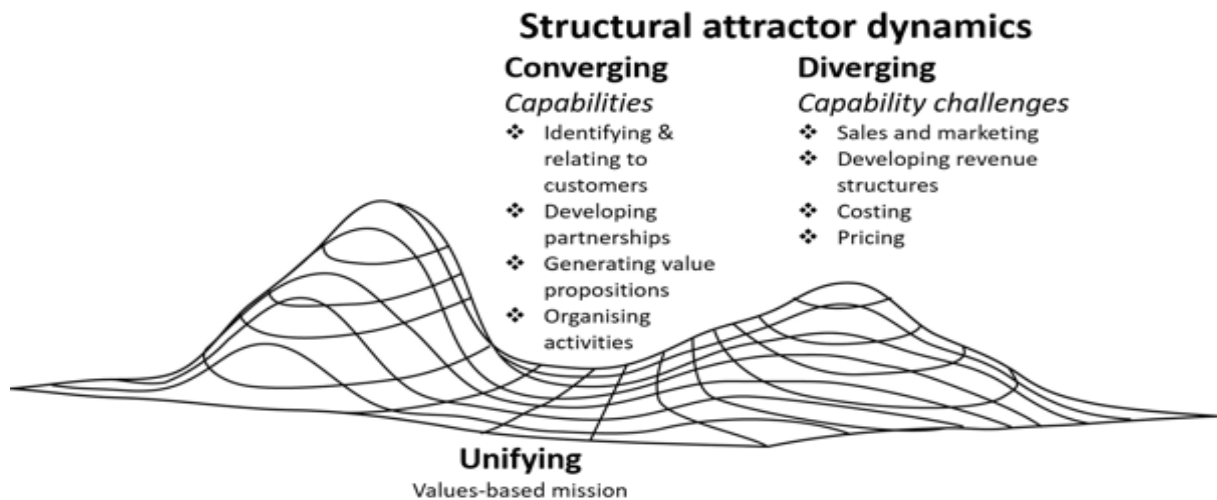 Structural attractor dynamics
Converging
Capabilities
❖ Identifying &
relating to
customers
❖ Developing
partnerships
❖ Generating value
propositions
❖ Organising
activities
Diverging
Capability challenges
❖ Sales and marketing
❖ Developing revenue
structures
❖ Costing
❖ Pricing
Unifying
Values-based mission